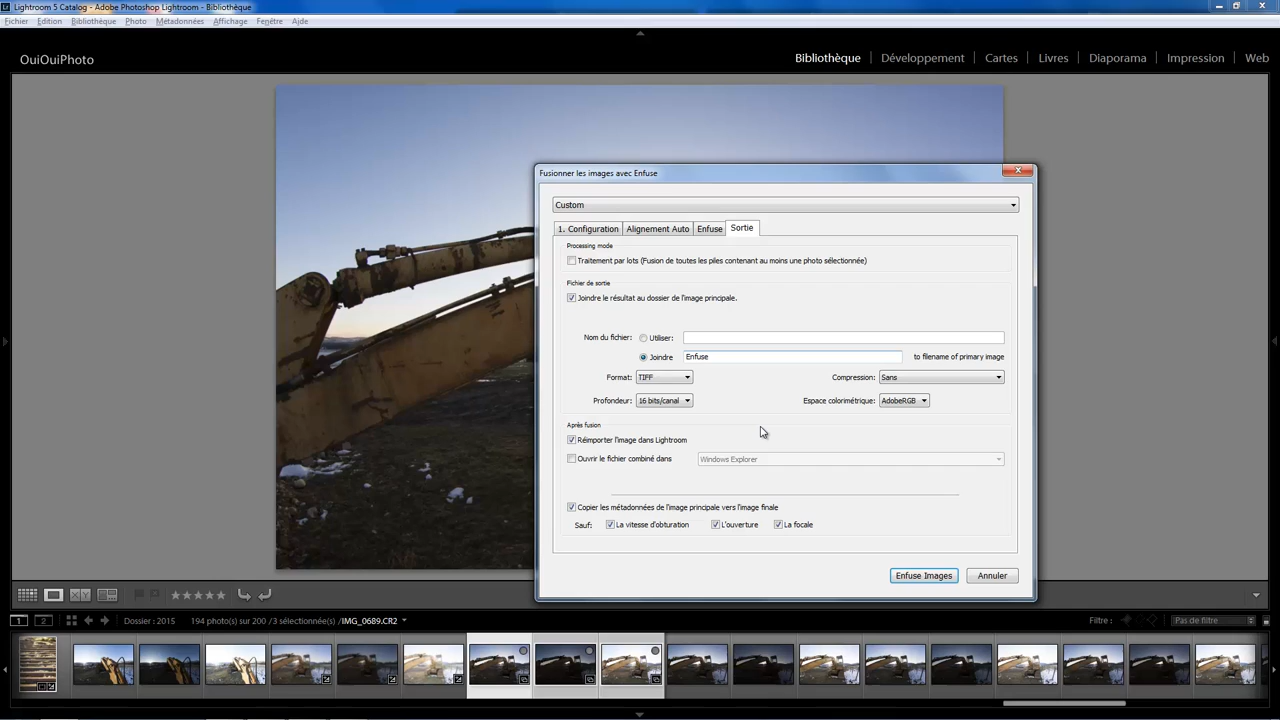 Lightroom 5 Catalog - Adobe Photoshop Lightroom - Bibliothèque
Fichier Edition Bibliothèque Photo Métadonnées Affichage Fenêtre Aide
OuiOuiPhoto
Bibliothèque Développement Cartes Livres Diaporama Impression Web
Fusionner les images avec Enfuse
Custom
1. Configuration Alignement Auto Enfuse Sortie
Processing mode
Traitement par lots (Fusion de toutes les piles contenant au moins une photo sélectionnée)
Fichier de sortie
Joindre le résultat au dossier de l'image principale.
Nom du fichier: Utiliser:
Joindre Enfuse to filename of primary image
Format: TIFF Compression: Sans
Profondeur: 16 bits/canal Espace colorimétrique: AdobeRGB
Après fusion
Réimporter l'image dans Lightroom
Ouvrir le fichier combiné dans Windows Explorer
Copier les métadonnées de l'image principale vers l'image finale
Sauf: La vitesse d'obturation L'ouverture La focale
Enfuse Images Annuler
1 2 Dossier : 2015 194 photo(s) sur 200 /3 sélectionnée(s) /IMG_0689.CR2 Filtre : Pas de filtre